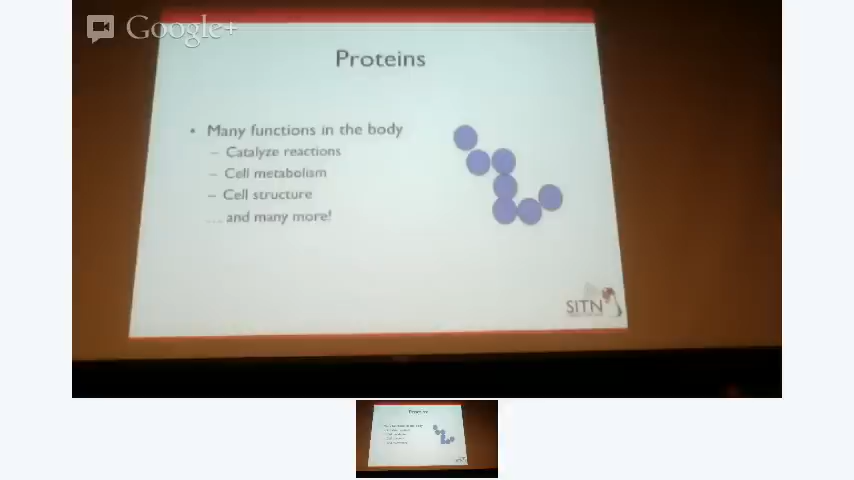 Google+
Proteins
• Many functions in the body
– Catalyze reactions
– Cell metabolism
– Cell structure
... and many more!
SITN